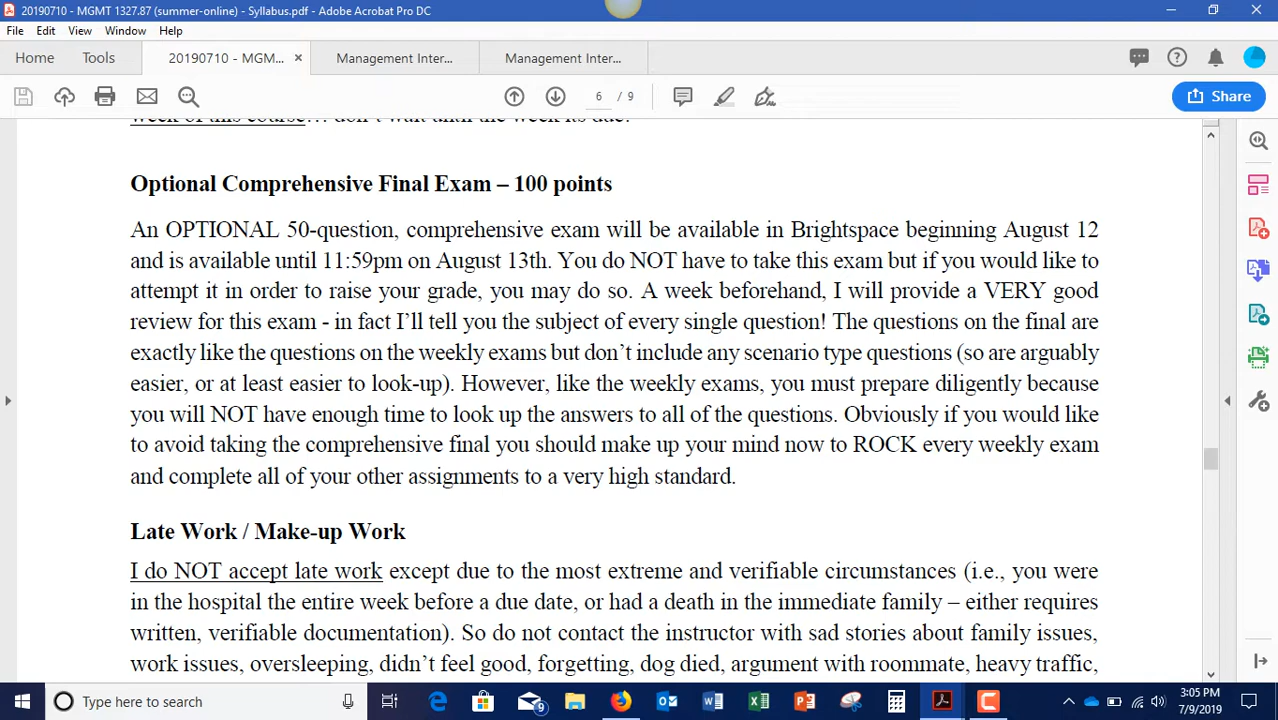 20190710 - MGMT 1327.87 (summer-online) - Syllabus.pdf - Adobe Acrobat Pro DC
File Edit View Window Help
Home Tools 20190710 - MGM... × Management Inter... Management Inter...
6 / 9 Share
week of this course… don't wait until the week its due!
Optional Comprehensive Final Exam – 100 points
An OPTIONAL 50-question, comprehensive exam will be available in Brightspace beginning August 12
and is available until 11:59pm on August 13th. You do NOT have to take this exam but if you would like to
attempt it in order to raise your grade, you may do so. A week beforehand, I will provide a VERY good
review for this exam - in fact I'll tell you the subject of every single question! The questions on the final are
exactly like the questions on the weekly exams but don't include any scenario type questions (so are arguably
easier, or at least easier to look-up). However, like the weekly exams, you must prepare diligently because
you will NOT have enough time to look up the answers to all of the questions. Obviously if you would like
to avoid taking the comprehensive final you should make up your mind now to ROCK every weekly exam
and complete all of your other assignments to a very high standard.
Late Work / Make-up Work
I do NOT accept late work except due to the most extreme and verifiable circumstances (i.e., you were
in the hospital the entire week before a due date, or had a death in the immediate family – either requires
written, verifiable documentation). So do not contact the instructor with sad stories about family issues,
work issues, oversleeping, didn't feel good, forgetting, dog died, argument with roommate, heavy traffic,
Type here to search
9
3:05 PM
7/9/2019